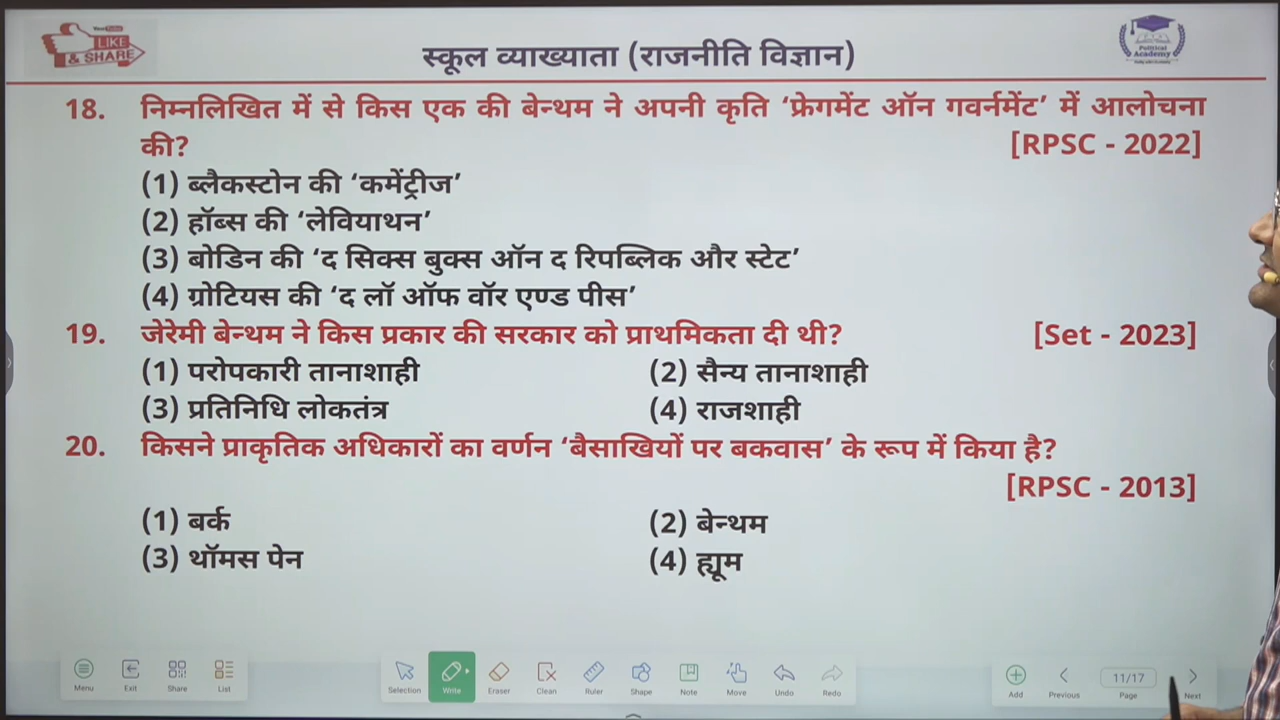 YouTube
LIKE
& SHARE
स्कूल व्याख्याता (राजनीति विज्ञान)
Political
Academy
18. निम्नलिखित में से किस एक की बेन्थम ने अपनी कृति ‘फ्रेगमेंट ऑन गवर्नमेंट’ में आलोचना
की? [RPSC - 2022]
(1) ब्लैकस्टोन की ‘कमेंट्रीज’
(2) हॉब्स की ‘लेवियाथन’
(3) बोडिन की ‘द सिक्स बुक्स ऑन द रिपब्लिक और स्टेट’
(4) ग्रोटियस की ‘द लॉ ऑफ वॉर एण्ड पीस’
19. जेरेमी बेन्थम ने किस प्रकार की सरकार को प्राथमिकता दी थी? [Set - 2023]
(1) परोपकारी तानाशाही (2) सैन्य तानाशाही
(3) प्रतिनिधि लोकतंत्र (4) राजशाही
20. किसने प्राकृतिक अधिकारों का वर्णन ‘बैसाखियों पर बकवास’ के रूप में किया है?
[RPSC - 2013]
(1) बर्क (2) बेन्थम
(3) थॉमस पेन (4) ह्यूम
Menu Exit Share List Selection Write Eraser Clean Ruler Shape Note Move Undo Redo Add Previous 11/17 Page Next